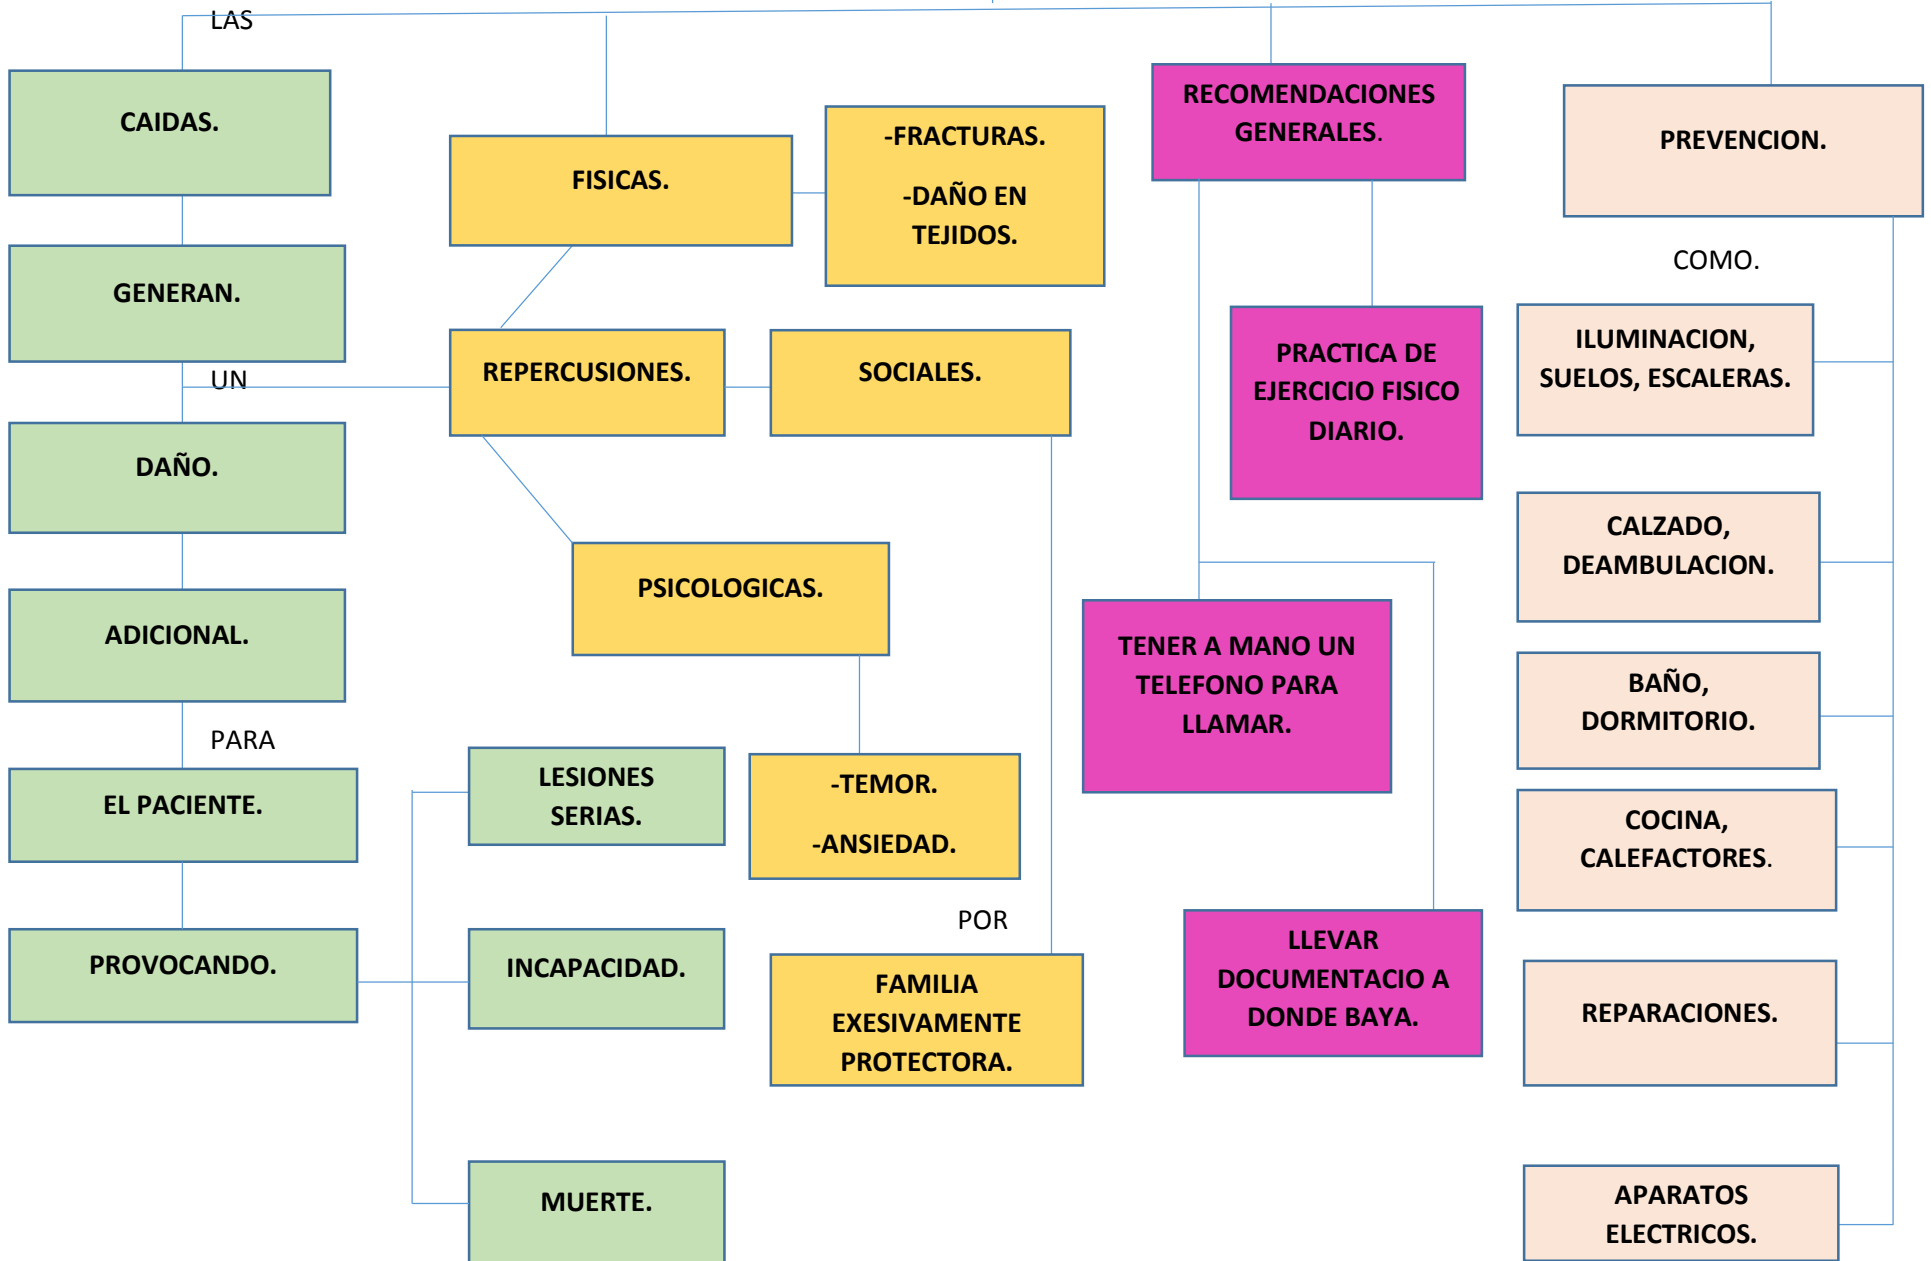 LAS
CAIDAS.
GENERAN.
UN
DAÑO.
ADICIONAL.
PARA
EL PACIENTE.
PROVOCANDO.
LESIONES
SERIAS.
INCAPACIDAD.
MUERTE.
FISICAS.
-FRACTURAS.
-DAÑO EN
TEJIDOS.
REPERCUSIONES.
SOCIALES.
PSICOLOGICAS.
-TEMOR.
-ANSIEDAD.
POR
FAMILIA
EXESIVAMENTE
PROTECTORA.
RECOMENDACIONES
GENERALES.
PRACTICA DE
EJERCICIO FISICO
DIARIO.
TENER A MANO UN
TELEFONO PARA
LLAMAR.
LLEVAR
DOCUMENTACIO A
DONDE BAYA.
PREVENCION.
COMO.
ILUMINACION,
SUELOS, ESCALERAS.
CALZADO,
DEAMBULACION.
BAÑO,
DORMITORIO.
COCINA,
CALEFACTORES.
REPARACIONES.
APARATOS
ELECTRICOS.